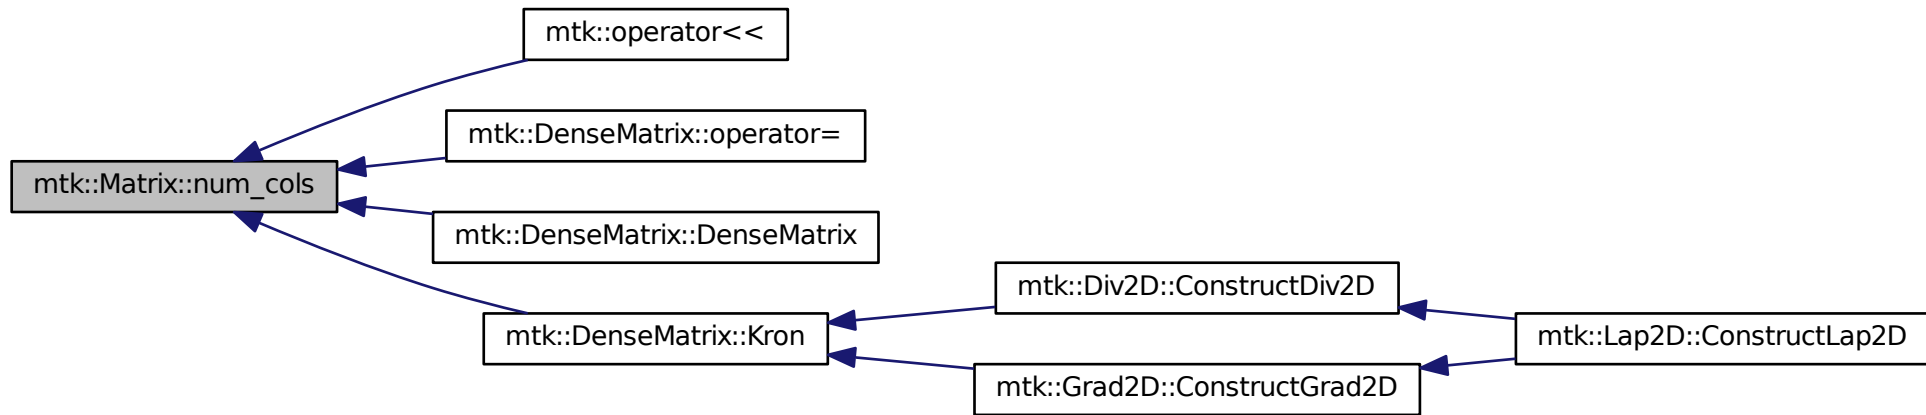 mtk::operator<<
mtk::DenseMatrix::operator=
mtk::Matrix::num_cols
mtk::DenseMatrix::DenseMatrix
mtk::Div2D::ConstructDiv2D
mtk::DenseMatrix::Kron
mtk::Lap2D::ConstructLap2D
mtk::Grad2D::ConstructGrad2D